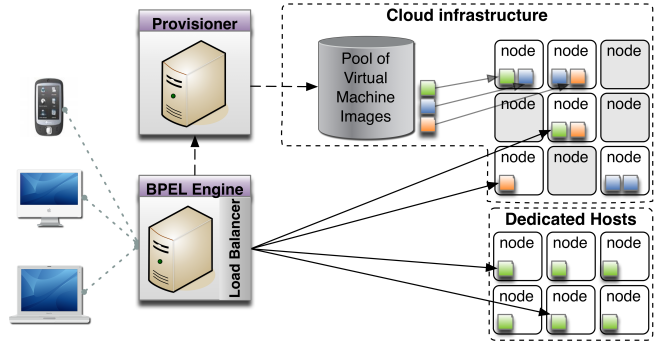 Provisioner
Cloud infrastructure
Pool of
Virtual
Machine
Images
node
node
node
node
node
node
node
node
node
BPEL Engine
Load Balancer
Dedicated Hosts
node
node
node
node
node
node